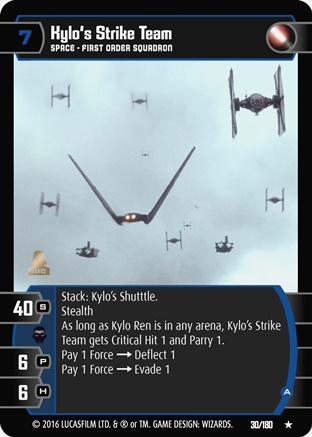 7 Kylo's Strike Team
SPACE - FIRST ORDER SQUADRON
Stack: Kylo's Shutttle.
40 S
Stealth
As long as Kylo Ren is in any arena, Kylo's Strike
Team gets Critical Hit 1 and Parry 1.
6 P
Pay 1 Force → Deflect 1
Pay 1 Force → Evade 1
6 H
A
© 2016 LUCASFILM LTD. & ® or TM. GAME DESIGN: WIZARDS. 30/180 ★